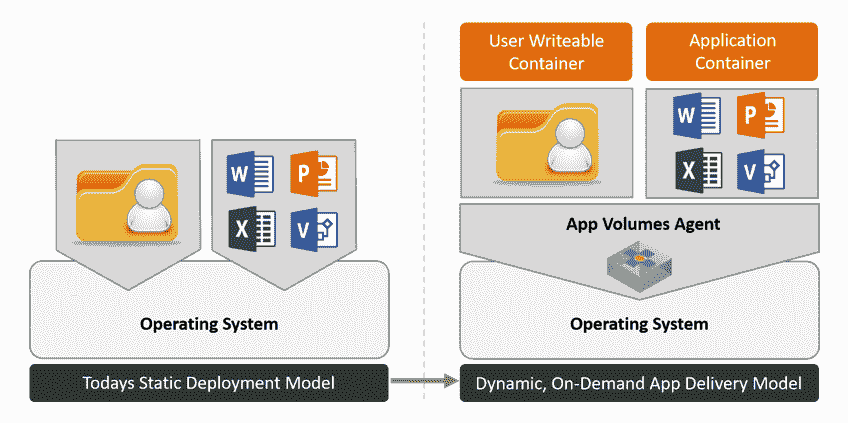 User Writeable
Container
Application
Container
W
P
X
V
W
P
X
V
App Volumes Agent
Operating System
Operating System
Todays Static Deployment Model
Dynamic, On-Demand App Delivery Model